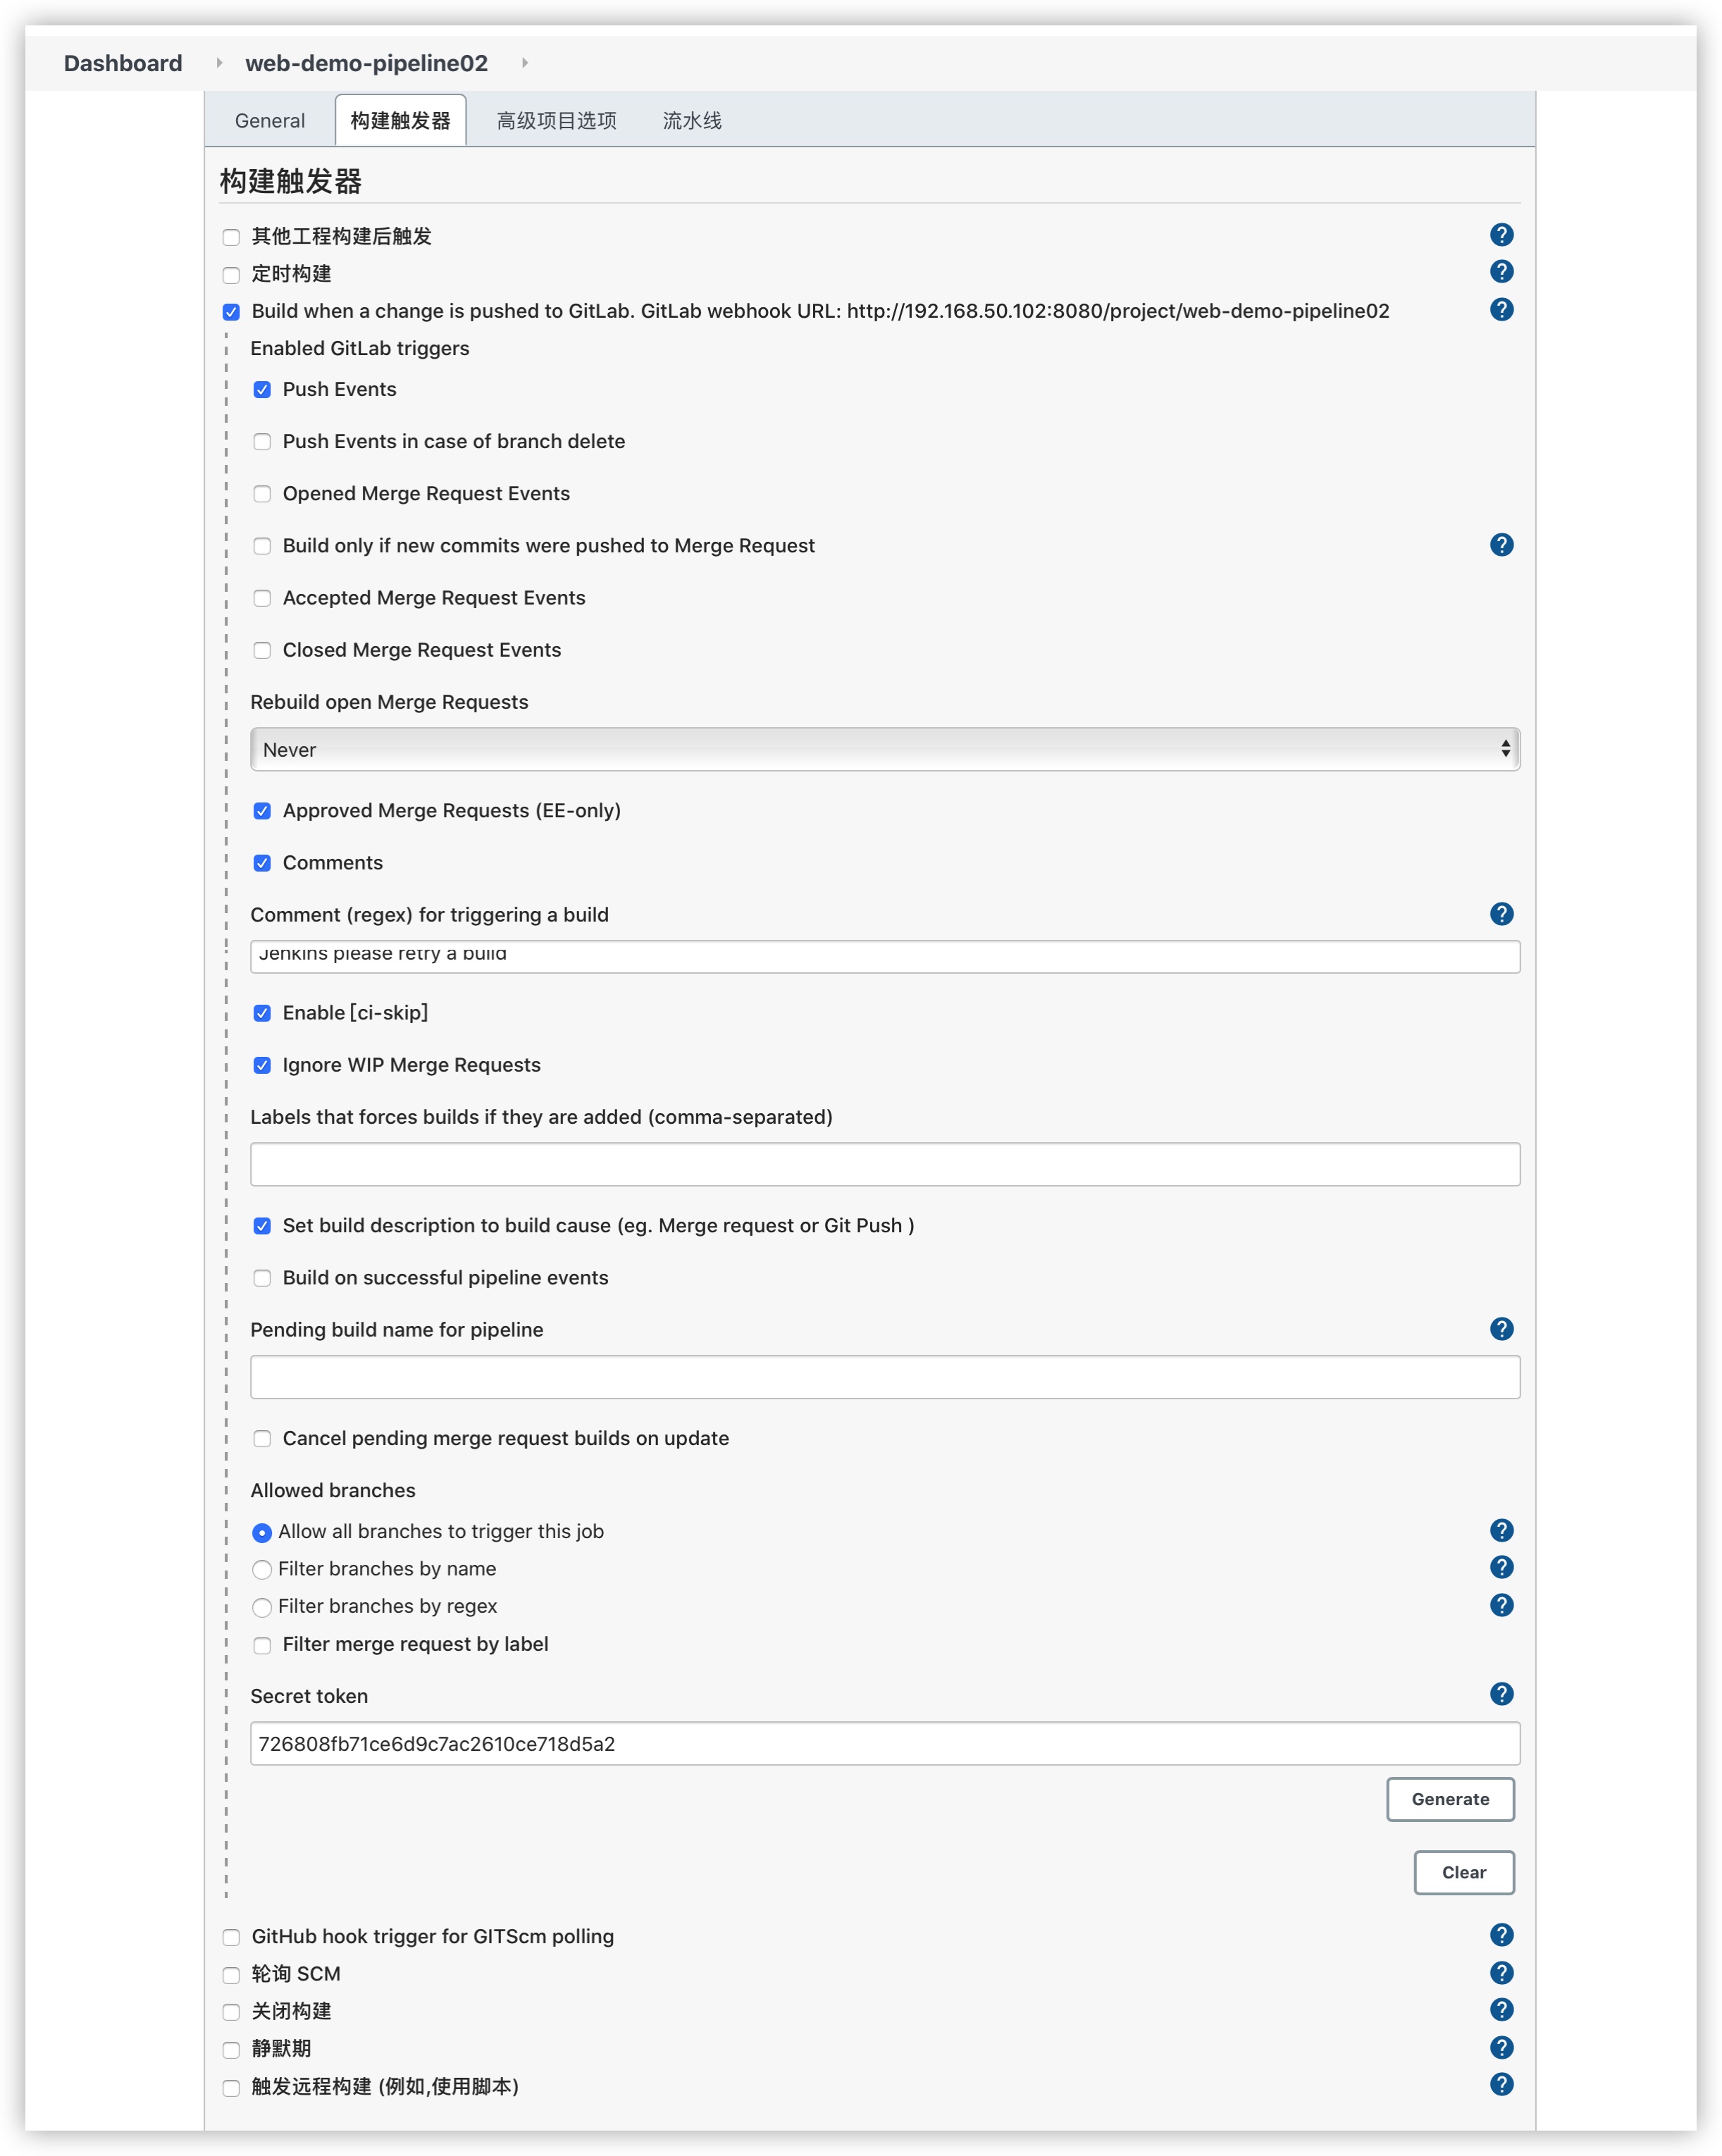 Dashboard web-demo-pipeline02
General 构建触发器 高级项目选项 流水线
构建触发器
其他工程构建后触发
定时构建
Build when a change is pushed to GitLab. GitLab webhook URL: http://192.168.50.102:8080/project/web-demo-pipeline02
Enabled GitLab triggers
Push Events
Push Events in case of branch delete
Opened Merge Request Events
Build only if new commits were pushed to Merge Request
Accepted Merge Request Events
Closed Merge Request Events
Rebuild open Merge Requests
Never
Approved Merge Requests (EE-only)
Comments
Comment (regex) for triggering a build
Jenkins please retry a build
Enable [ci-skip]
Ignore WIP Merge Requests
Labels that forces builds if they are added (comma-separated)
Set build description to build cause (eg. Merge request or Git Push )
Build on successful pipeline events
Pending build name for pipeline
Cancel pending merge request builds on update
Allowed branches
Allow all branches to trigger this job
Filter branches by name
Filter branches by regex
Filter merge request by label
Secret token
726808fb71ce6d9c7ac2610ce718d5a2
Generate
Clear
GitHub hook trigger for GITScm polling
轮询 SCM
关闭构建
静默期
触发远程构建 (例如,使用脚本)